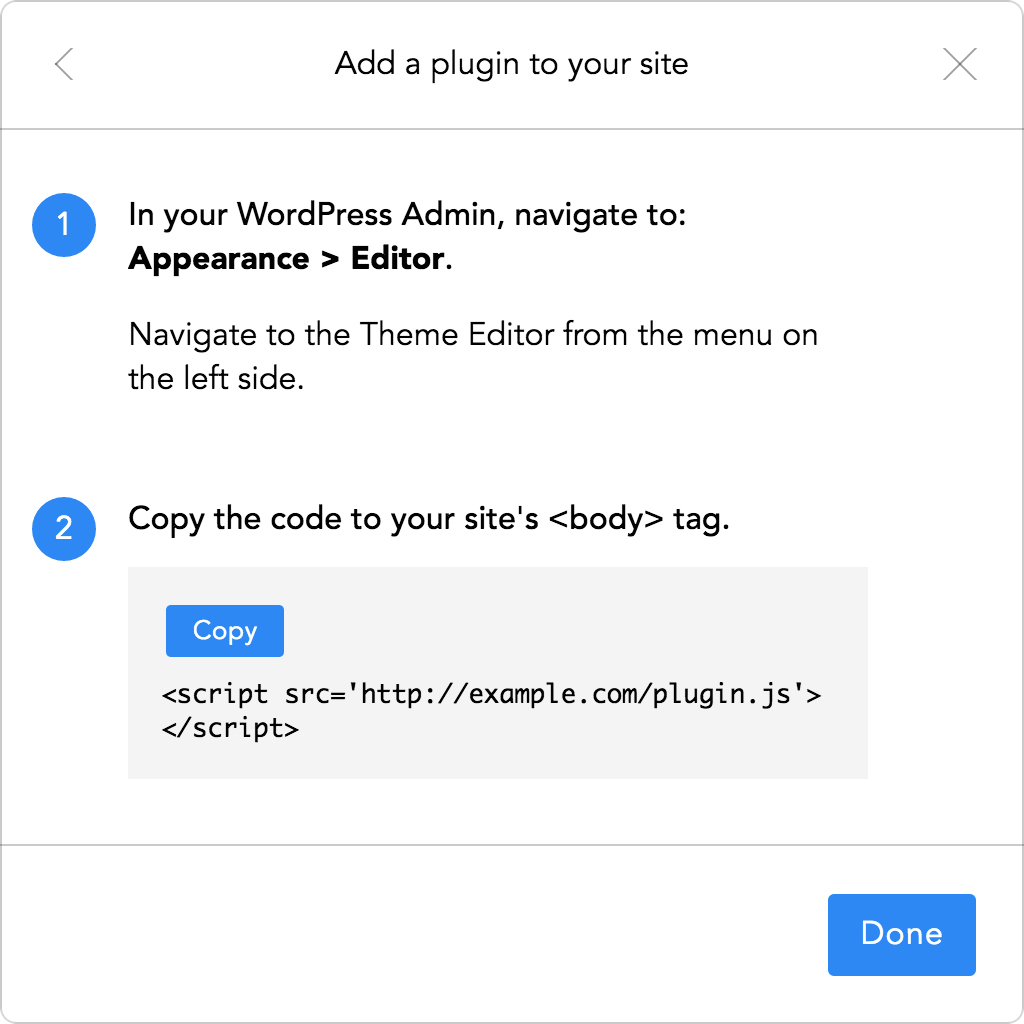 Add a plugin to your site
1
In your WordPress Admin, navigate to:
Appearance > Editor.
Navigate to the Theme Editor from the menu on
the left side.
2
Copy the code to your site's <body> tag.
Copy
<script src='http://example.com/plugin.js'>
</script>
Done